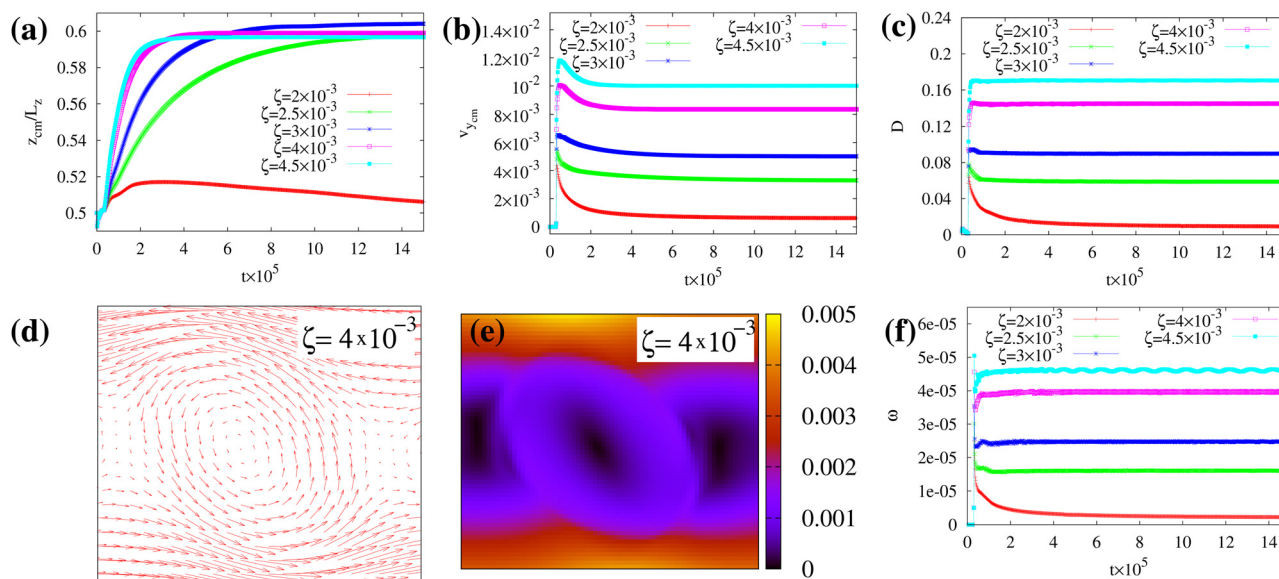 (a)
0.6
0.58
0.56
0.54
0.52
0.5
z_cm/L_z
ζ=2×10⁻³
ζ=2.5×10⁻³
ζ=3×10⁻³
ζ=4×10⁻³
ζ=4.5×10⁻³
0 2 4 6 8 10 12 14
t×10⁵
(b)
1.4×10⁻²
1.2×10⁻²
10⁻²
8×10⁻³
6×10⁻³
4×10⁻³
2×10⁻³
0
v_y_cm
ζ=2×10⁻³
ζ=2.5×10⁻³
ζ=3×10⁻³
ζ=4×10⁻³
ζ=4.5×10⁻³
0 2 4 6 8 10 12 14
t×10⁵
(c)
0.24
0.2
0.16
0.12
0.08
0.04
0
D
ζ=2×10⁻³
ζ=2.5×10⁻³
ζ=3×10⁻³
ζ=4×10⁻³
ζ=4.5×10⁻³
0 2 4 6 8 10 12 14
t×10⁵
(d)
ζ= 4×10⁻³
(e)
ζ= 4×10⁻³
0.005
0.004
0.003
0.002
0.001
0
(f)
6e-05
5e-05
4e-05
3e-05
2e-05
1e-05
0
ω
ζ=2×10⁻³
ζ=2.5×10⁻³
ζ=3×10⁻³
ζ=4×10⁻³
ζ=4.5×10⁻³
0 2 4 6 8 10 12 14
t×10⁵